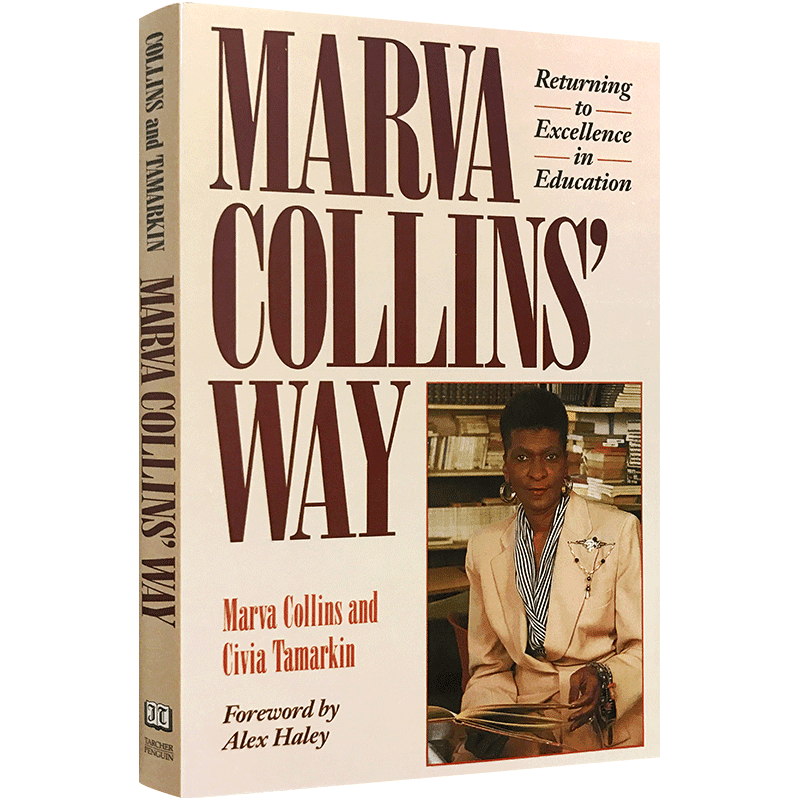 COLLINS and TAMARKIN
MARVA COLLINS' WAY
JT
TARCHER
PENGUIN
MARVA
COLLINS'
WAY
Returning
to
Excellence
in
Education
Marva Collins and
Civia Tamarkin
Foreword by
Alex Haley